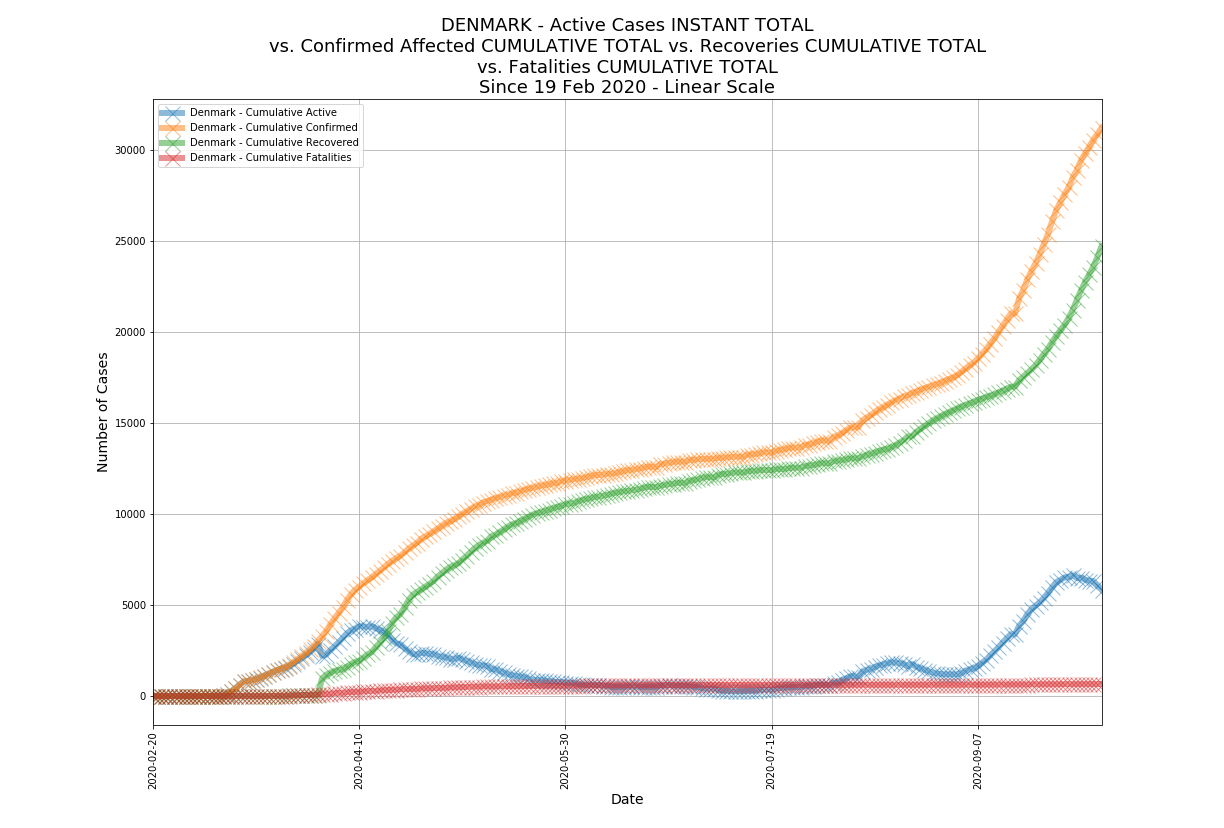 DENMARK - Active Cases INSTANT TOTAL
vs. Confirmed Affected CUMULATIVE TOTAL vs. Recoveries CUMULATIVE TOTAL
vs. Fatalities CUMULATIVE TOTAL
Since 19 Feb 2020 - Linear Scale
Denmark - Cumulative Active
Denmark - Cumulative Confirmed
Denmark - Cumulative Recovered
Denmark - Cumulative Fatalities
Number of Cases
30000
25000
20000
15000
10000
5000
0
2020-02-20
2020-04-10
2020-05-30
2020-07-19
2020-09-07
Date